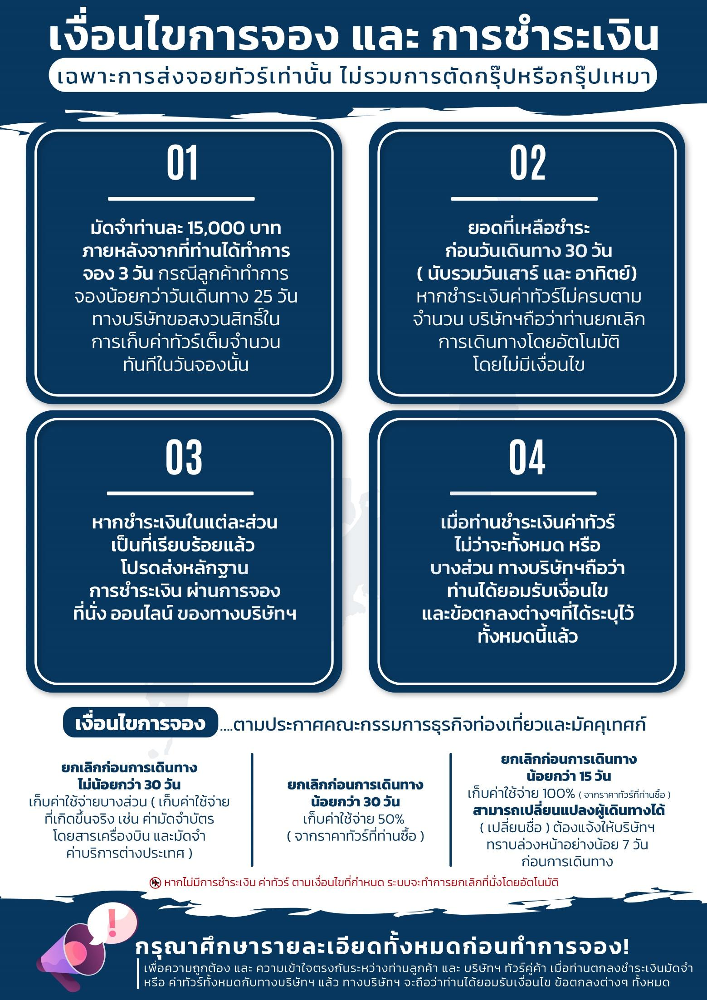 เงื่อนไขการจอง และ การชำระเงิน
เฉพาะการส่งจอยทัวร์เท่านั้น ไม่รวมการตัดกรุ๊ปหรือกรุ๊ปเหมา
01
มัดจำท่านละ 15,000 บาท
ภายหลังจากที่ท่านได้ทำการ
จอง 3 วัน กรณีลูกค้าทำการ
จองน้อยกว่าวันเดินทาง 25 วัน
ทางบริษัทขอสงวนสิทธิ์ใน
การเก็บค่าทัวร์เต็มจำนวน
ทันทีในวันจองนั้น
02
ยอดที่เหลือชำระ
ก่อนวันเดินทาง 30 วัน
( นับรวมวันเสาร์ และ อาทิตย์)
หากชำระเงินค่าทัวร์ไม่ครบตาม
จำนวน บริษัทฯถือว่าท่านยกเลิก
การเดินทางโดยอัตโนมัติ
โดยไม่มีเงื่อนไข
03
หากชำระเงินในแต่ละส่วน
เป็นที่เรียบร้อยแล้ว
โปรดส่งหลักฐาน
การชำระเงิน ผ่านการจอง
ที่นั่ง ออนไลน์ ของทางบริษัทฯ
04
เมื่อท่านชำระเงินค่าทัวร์
ไม่ว่าจะทั้งหมด หรือ
บางส่วน ทางบริษัทฯถือว่า
ท่านได้ยอมรับเงื่อนไข
และข้อตกลงต่างๆที่ได้ระบุไว้
ทั้งหมดนี้แล้ว
เงื่อนไขการจอง ....ตามประกาศคณะกรรมการธุรกิจท่องเที่ยวและมัคคุเทศก์
ยกเลิกก่อนการเดินทาง
ไม่น้อยกว่า 30 วัน
เก็บค่าใช้จ่ายบางส่วน ( เก็บค่าใช้จ่าย
ที่เกิดขึ้นจริง เช่น ค่ามัดจำบัตร
โดยสารเครื่องบิน และมัดจำ
ค่าบริการต่างประเทศ )
ยกเลิกก่อนการเดินทาง
น้อยกว่า 30 วัน
เก็บค่าใช้จ่าย 50%
( จากราคาทัวร์ที่ท่านซื้อ )
ยกเลิกก่อนการเดินทาง
น้อยกว่า 15 วัน
เก็บค่าใช้จ่าย 100% ( จากราคาทัวร์ที่ท่านซื้อ )
สามารถเปลี่ยนแปลงผู้เดินทางได้
( เปลี่ยนชื่อ ) ต้องแจ้งให้บริษัทฯ
ทราบล่วงหน้าอย่างน้อย 7 วัน
ก่อนการเดินทาง
หากไม่มีการชำระเงิน ค่าทัวร์ ตามเงื่อนไขที่กำหนด ระบบจะทำการยกเลิกที่นั่งโดยอัตโนมัติ
!
กรุณาศึกษารายละเอียดทั้งหมดก่อนทำการจอง!
เพื่อความถูกต้อง และ ความเข้าใจตรงกันระหว่างท่านลูกค้า และ บริษัทฯ ทัวร์คู่ค้า เมื่อท่านตกลงชำระเงินมัดจำ
หรือ ค่าทัวร์ทั้งหมดกับทางบริษัทฯ แล้ว ทางบริษัทฯ จะถือว่าท่านได้ยอมรับเงื่อนไข ข้อตกลงต่างๆ ทั้งหมด